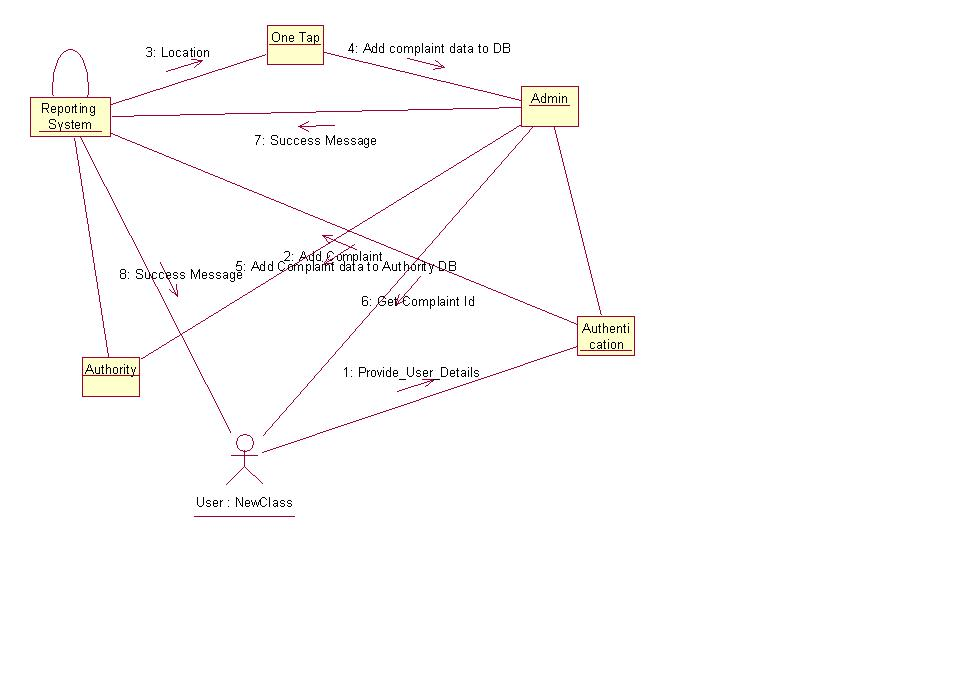 One Tap
3: Location
4: Add complaint data to DB
Reporting
System
Admin
7: Success Message
2: Add Complaint
5: Add Complaint data to Authority DB
8: Success Message
6: Get Complaint Id
Authenti
cation
Authority
1: Provide_User_Details
User : NewClass